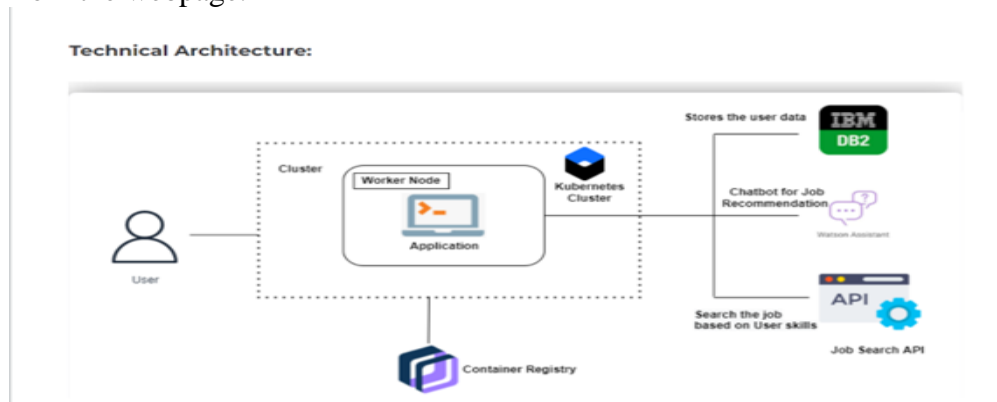 Technical Architecture:
Stores the user data
IBM
DB2
Cluster
Worker Node
Kubernetes
Cluster
Chatbot for Job
Recommendation
Application
Watson Assistant
User
API
Search the job
based on User skills
Job Search API
Container Registry